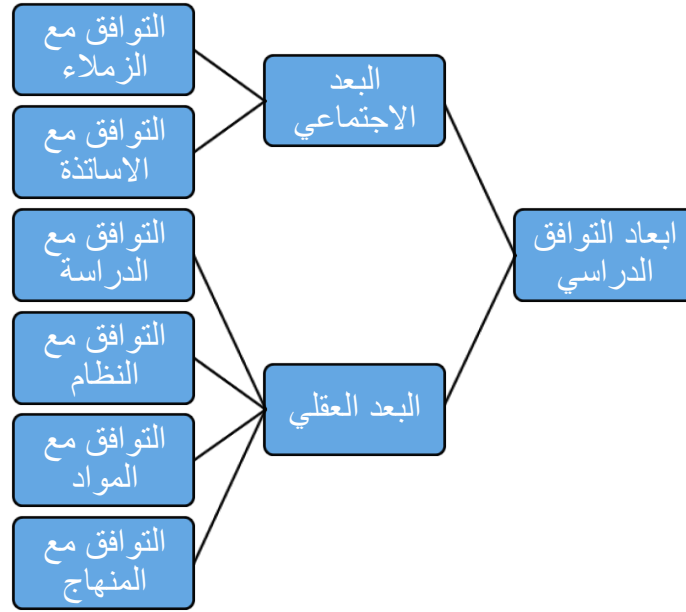 ابعاد التوافق
الدراسي
البعد
الاجتماعي
التوافق مع
الزملاء
التوافق مع
الاساتذة
البعد العقلي
التوافق مع
الدراسة
التوافق مع
النظام
التوافق مع
المواد
التوافق مع
المنهاج